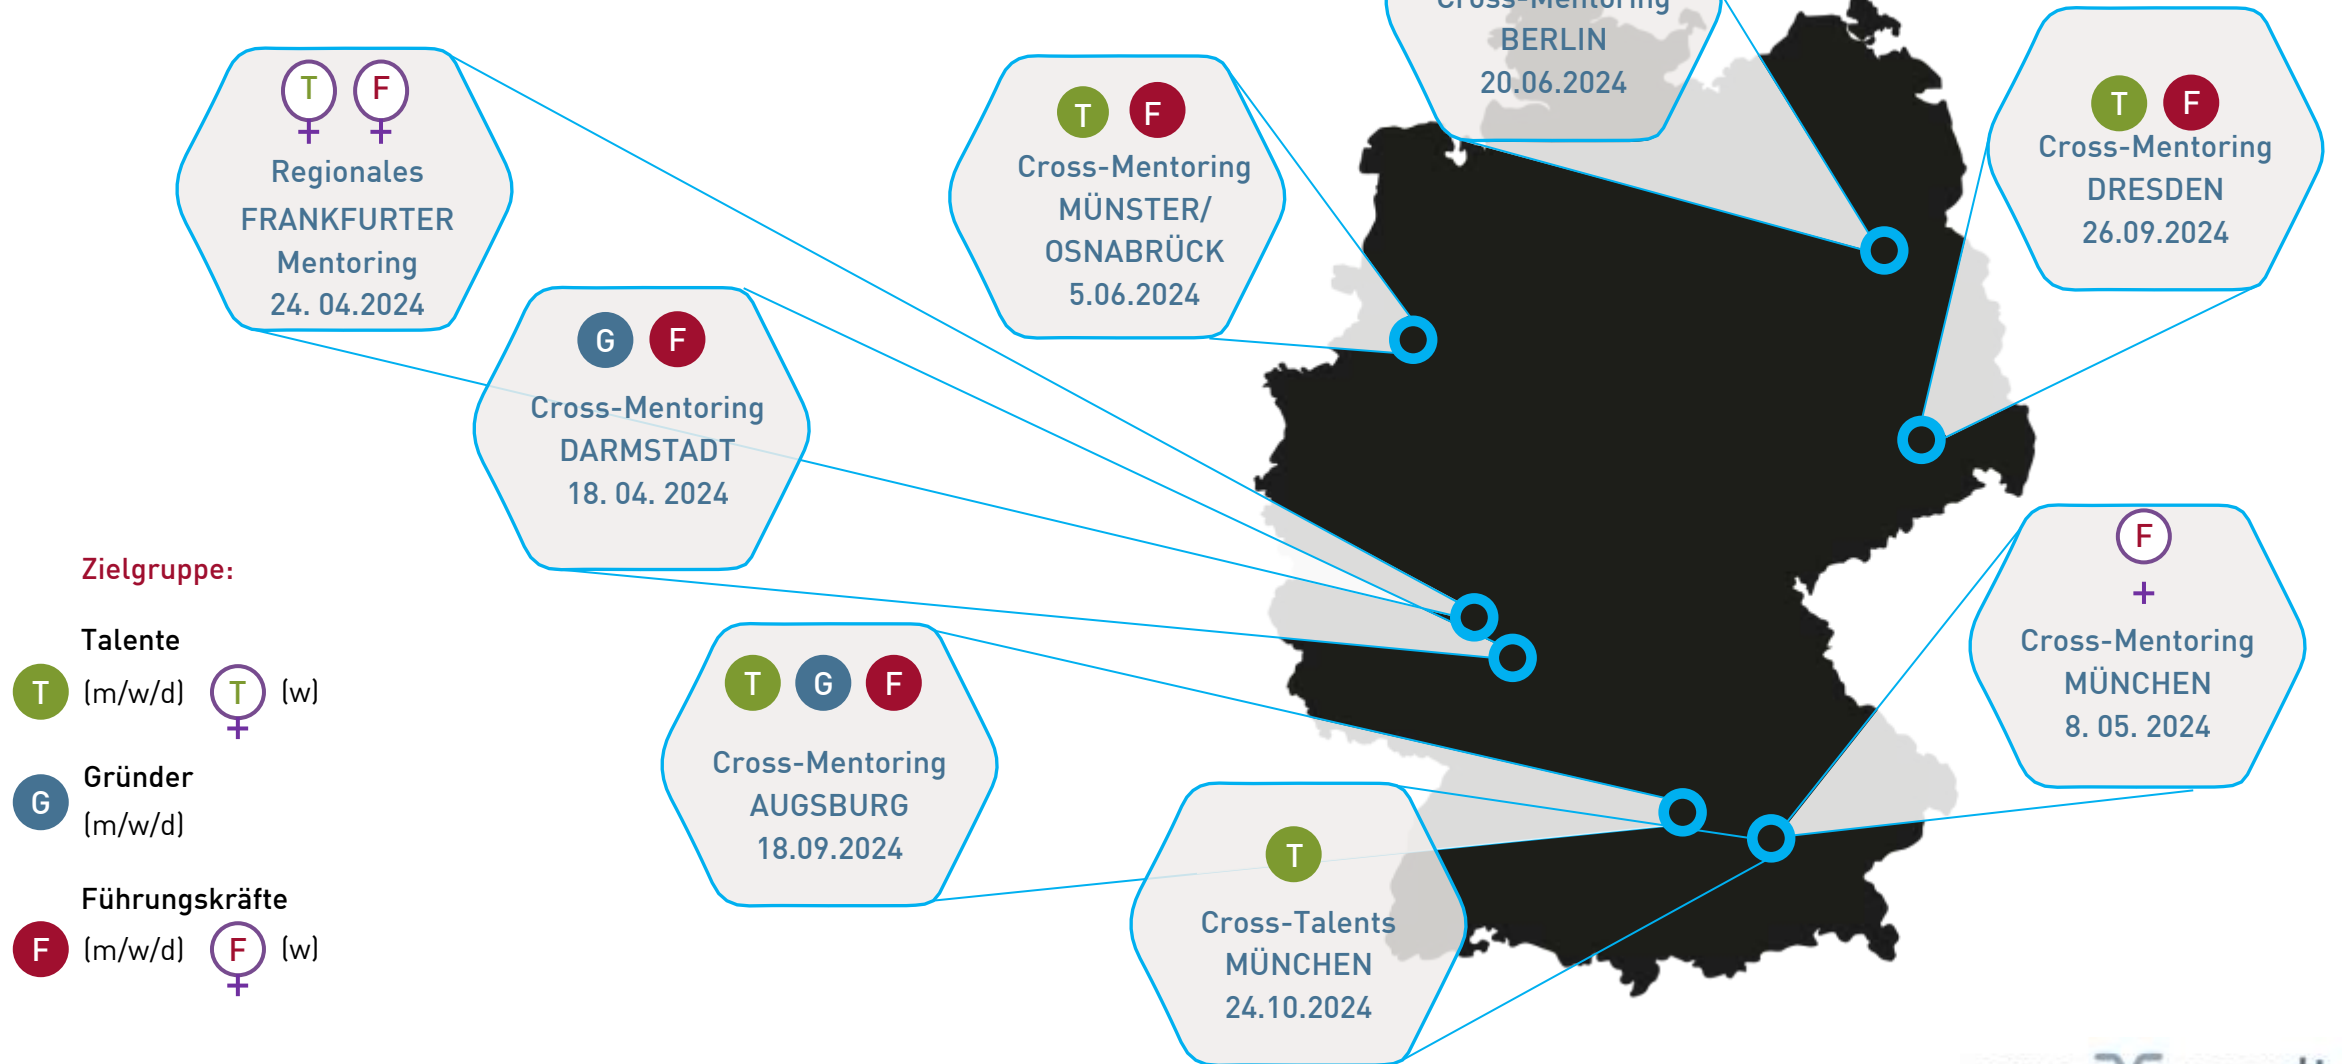 Cross-Mentoring
BERLIN
20.06.2024
T F
Regionales
FRANKFURTER
Mentoring
24. 04.2024
T F
Cross-Mentoring
MÜNSTER/
OSNABRÜCK
5.06.2024
T F
Cross-Mentoring
DRESDEN
26.09.2024
G F
Cross-Mentoring
DARMSTADT
18. 04. 2024
F
Cross-Mentoring
MÜNCHEN
8. 05. 2024
T G F
Cross-Mentoring
AUGSBURG
18.09.2024
T
Cross-Talents
MÜNCHEN
24.10.2024
Zielgruppe:
Talente
T (m/w/d) T (w)
Gründer
G
(m/w/d)
Führungskräfte
F (m/w/d) F (w)